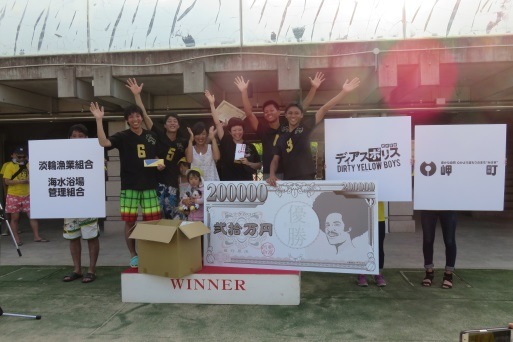 淡輪漁業組合
海水浴場
管理組合
200000
200000
弐拾万円
優勝
ディアスポリス
DIRTY YELLOW BOYS
岬町
WINNER
6
5
9